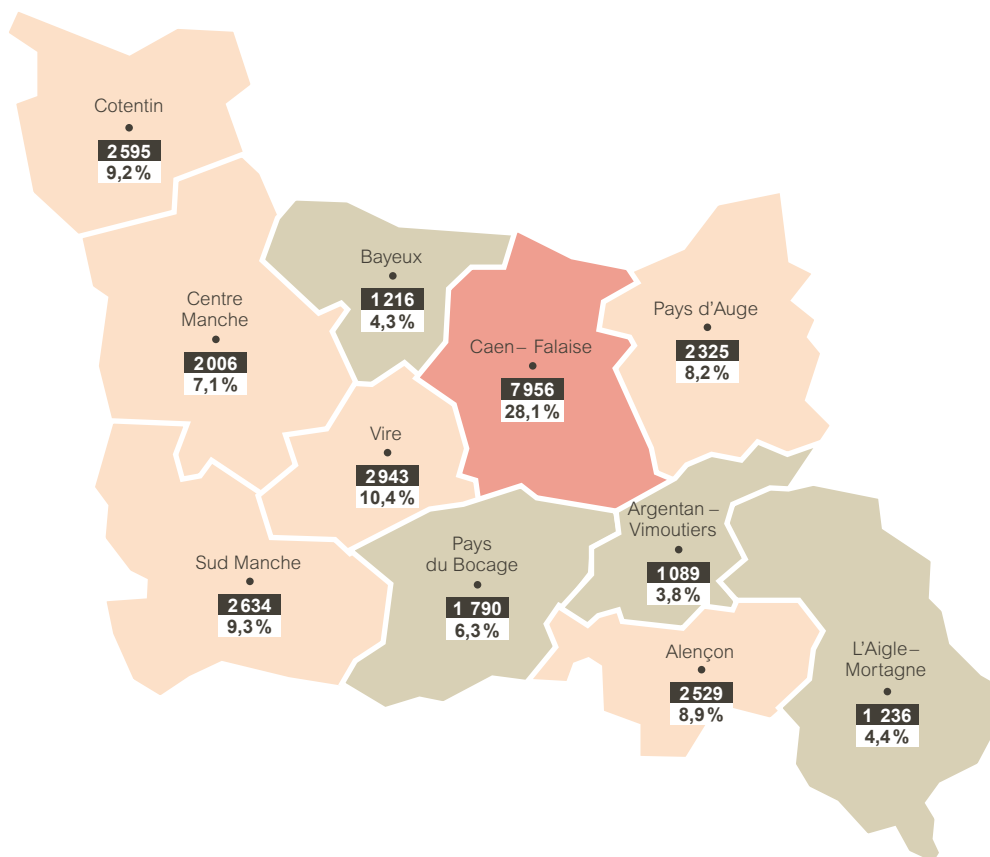 Cotentin
2 595
9,2 %
Bayeux
1 216
4,3 %
Centre
Manche
2 006
7,1 %
Caen – Falaise
7 956
28,1 %
Pays d'Auge
2 325
8,2 %
Vire
2 943
10,4 %
Argentan –
Vimoutiers
1 089
3,8 %
Sud Manche
2 634
9,3 %
Pays
du Bocage
1 790
6,3 %
Alençon
2 529
8,9 %
L'Aigle –
Mortagne
1 236
4,4 %